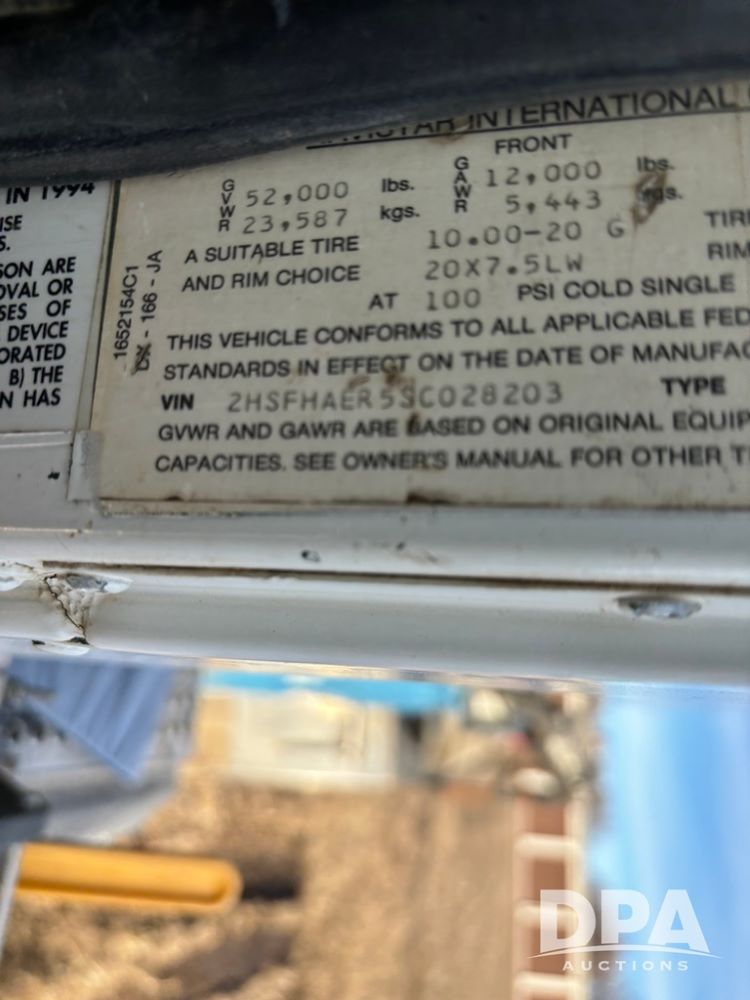 IN 1994
ISE
S.
SON ARE
OVAL OR
SES OF
DEVICE
ORATED
B) THE
N HAS
1652154C1
DSX - 166 - JA
INTERNATIONAL
FRONT
GVWR 52,000 lbs. GAWR 12,000 lbs.
23,587 kgs. 5,443 kgs.
A SUITABLE TIRE 10.00-20 G TIRE
AND RIM CHOICE 20X7.5LW RIM
AT 100 PSI COLD SINGLE
THIS VEHICLE CONFORMS TO ALL APPLICABLE FED
STANDARDS IN EFFECT ON THE DATE OF MANUFAC
VIN 2HSFHAER5SC028203 TYPE
GVWR AND GAWR ARE BASED ON ORIGINAL EQUIP
CAPACITIES. SEE OWNER'S MANUAL FOR OTHER T
DPA
AUCTIONS